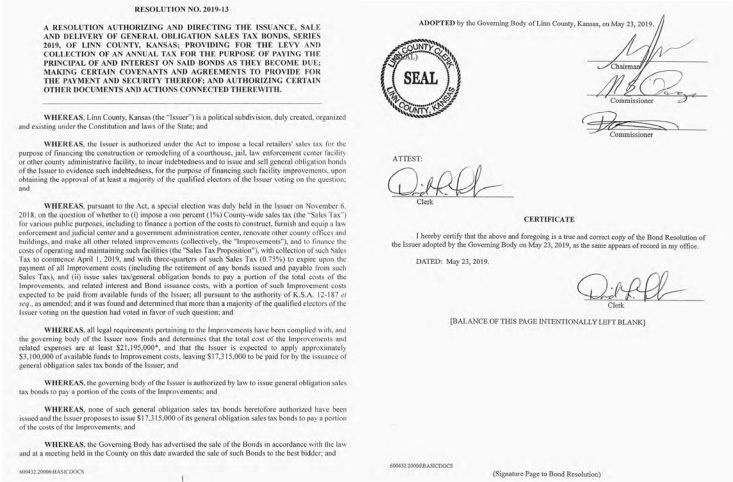 RESOLUTION NO. 2019-13
A RESOLUTION AUTHORIZING AND DIRECTING THE ISSUANCE, SALE
AND DELIVERY OF GENERAL OBLIGATION SALES TAX BONDS, SERIES
2019, OF LINN COUNTY, KANSAS; PROVIDING FOR THE LEVY AND
COLLECTION OF AN ANNUAL TAX FOR THE PURPOSE OF PAYING THE
PRINCIPAL OF AND INTEREST ON SAID BONDS AS THEY BECOME DUE;
MAKING CERTAIN COVENANTS AND AGREEMENTS TO PROVIDE FOR
THE PAYMENT AND SECURITY THEREOF; AND AUTHORIZING CERTAIN
OTHER DOCUMENTS AND ACTIONS CONNECTED THEREWITH.
WHEREAS, Linn County, Kansas (the "Issuer") is a political subdivision, duly created, organized
and existing under the Constitution and laws of the State; and
WHEREAS, the Issuer is authorized under the Act to impose a local retailers' sales tax for the
purpose of financing the construction or remodeling of a courthouse, jail, law enforcement center facility
or other county administrative facility, to incur indebtedness and to issue and sell general obligation bonds
of the Issuer to evidence such indebtedness, for the purpose of financing such facility improvements, upon
obtaining the approval of at least a majority of the qualified electors of the Issuer voting on the question;
and
WHEREAS, pursuant to the Act, a special election was duly held in the Issuer on November 6,
2018, on the question of whether to (i) impose a one percent (1%) County-wide sales tax (the "Sales Tax")
for various public purposes, including to finance a portion of the costs to construct, furnish and equip a law
enforcement and judicial center and a government administration center, renovate other county offices and
buildings, and make all other related improvements (collectively, the "Improvements"), and to finance the
costs of operating and maintaining such facilities (the "Sales Tax Proposition"), with collection of such Sales
Tax to commence April 1, 2019, and with three-quarters of such Sales Tax (0.75%) to expire upon the
payment of all Improvement costs (including the retirement of any bonds issued and payable from such
Sales Tax), and (ii) issue sales tax/general obligation bonds to pay a portion of the total costs of the
Improvements, and related interest and Bond issuance costs, with a portion of such Improvement costs
expected to be paid from available funds of the Issuer; all pursuant to the authority of K.S.A. 12-187 et
seq., as amended; and it was found and determined that more than a majority of the qualified electors of the
Issuer voting on the question had voted in favor of such question; and
WHEREAS, all legal requirements pertaining to the Improvements have been complied with, and
the governing body of the Issuer now finds and determines that the total cost of the Improvements and
related expenses are at least $21,195,000*, and that the Issuer is expected to apply approximately
$3,100,000 of available funds to Improvement costs, leaving $17,315,000 to be paid for by the issuance of
general obligation sales tax bonds of the Issuer; and
WHEREAS, the governing body of the Issuer is authorized by law to issue general obligation sales
tax bonds to pay a portion of the costs of the Improvements; and
WHEREAS, none of such general obligation sales tax bonds heretofore authorized have been
issued and the Issuer proposes to issue $17,315,000 of its general obligation sales tax bonds to pay a portion
of the costs of the Improvements; and
WHEREAS, the Governing Body has advertised the sale of the Bonds in accordance with the law
and at a meeting held in the County on this date awarded the sale of such Bonds to the best bidder; and
600432.20006\BASICDOCS
1
ADOPTED by the Governing Body of Linn County, Kansas, on May 23, 2019.
LINN COUNTY CLERK
SEAL
LINN COUNTY, KANSAS
Chairman
Commissioner
Commissioner
ATTEST:
Clerk
CERTIFICATE
I hereby certify that the above and foregoing is a true and correct copy of the Bond Resolution of
the Issuer adopted by the Governing Body on May 23, 2019, as the same appears of record in my office.
DATED: May 23, 2019.
Clerk
[BALANCE OF THIS PAGE INTENTIONALLY LEFT BLANK]
600432.20006\BASICDOCS
(Signature Page to Bond Resolution)